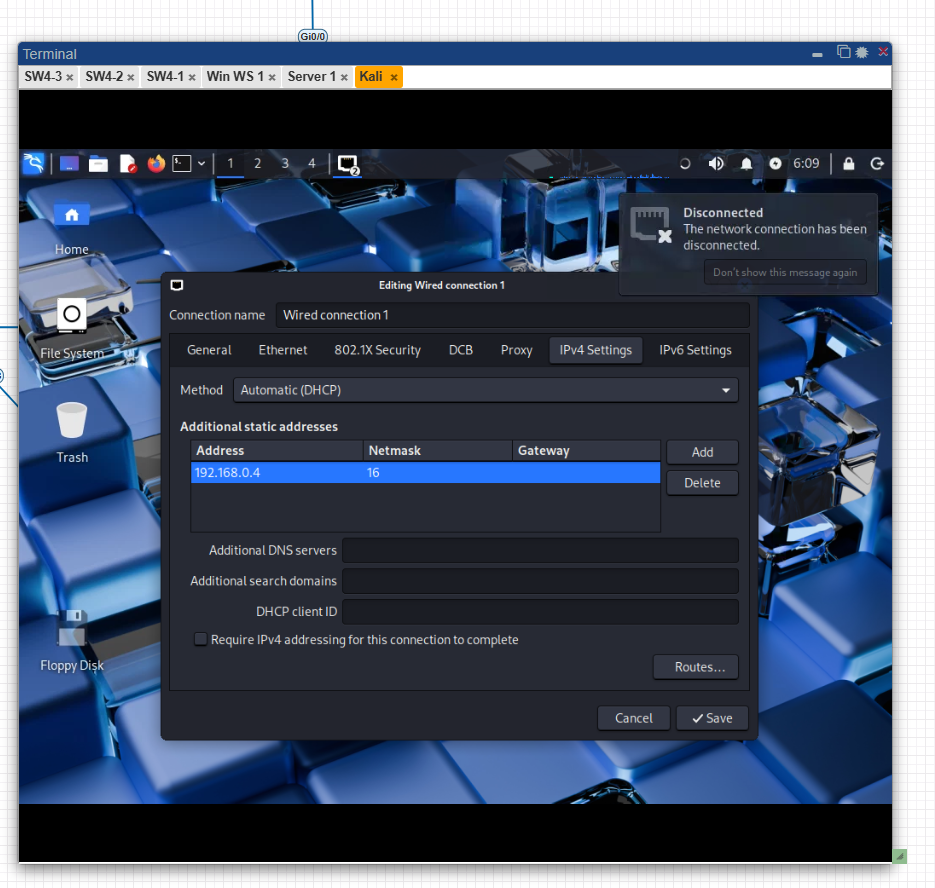 Gi0/0
Terminal
SW4-3 × SW4-2 × SW4-1 × Win WS 1 × Server 1 × Kali ×
1 2 3 4 2 6:09
Disconnected
The network connection has been
disconnected.
Don't show this message again
Home
File System
Trash
Floppy Disk
Editing Wired connection 1
Connection name Wired connection 1
General Ethernet 802.1X Security DCB Proxy IPv4 Settings IPv6 Settings
Method Automatic (DHCP)
Additional static addresses
Address Netmask Gateway
192.168.0.4 16
Add
Delete
Additional DNS servers
Additional search domains
DHCP client ID
Require IPv4 addressing for this connection to complete
Routes...
Cancel Save